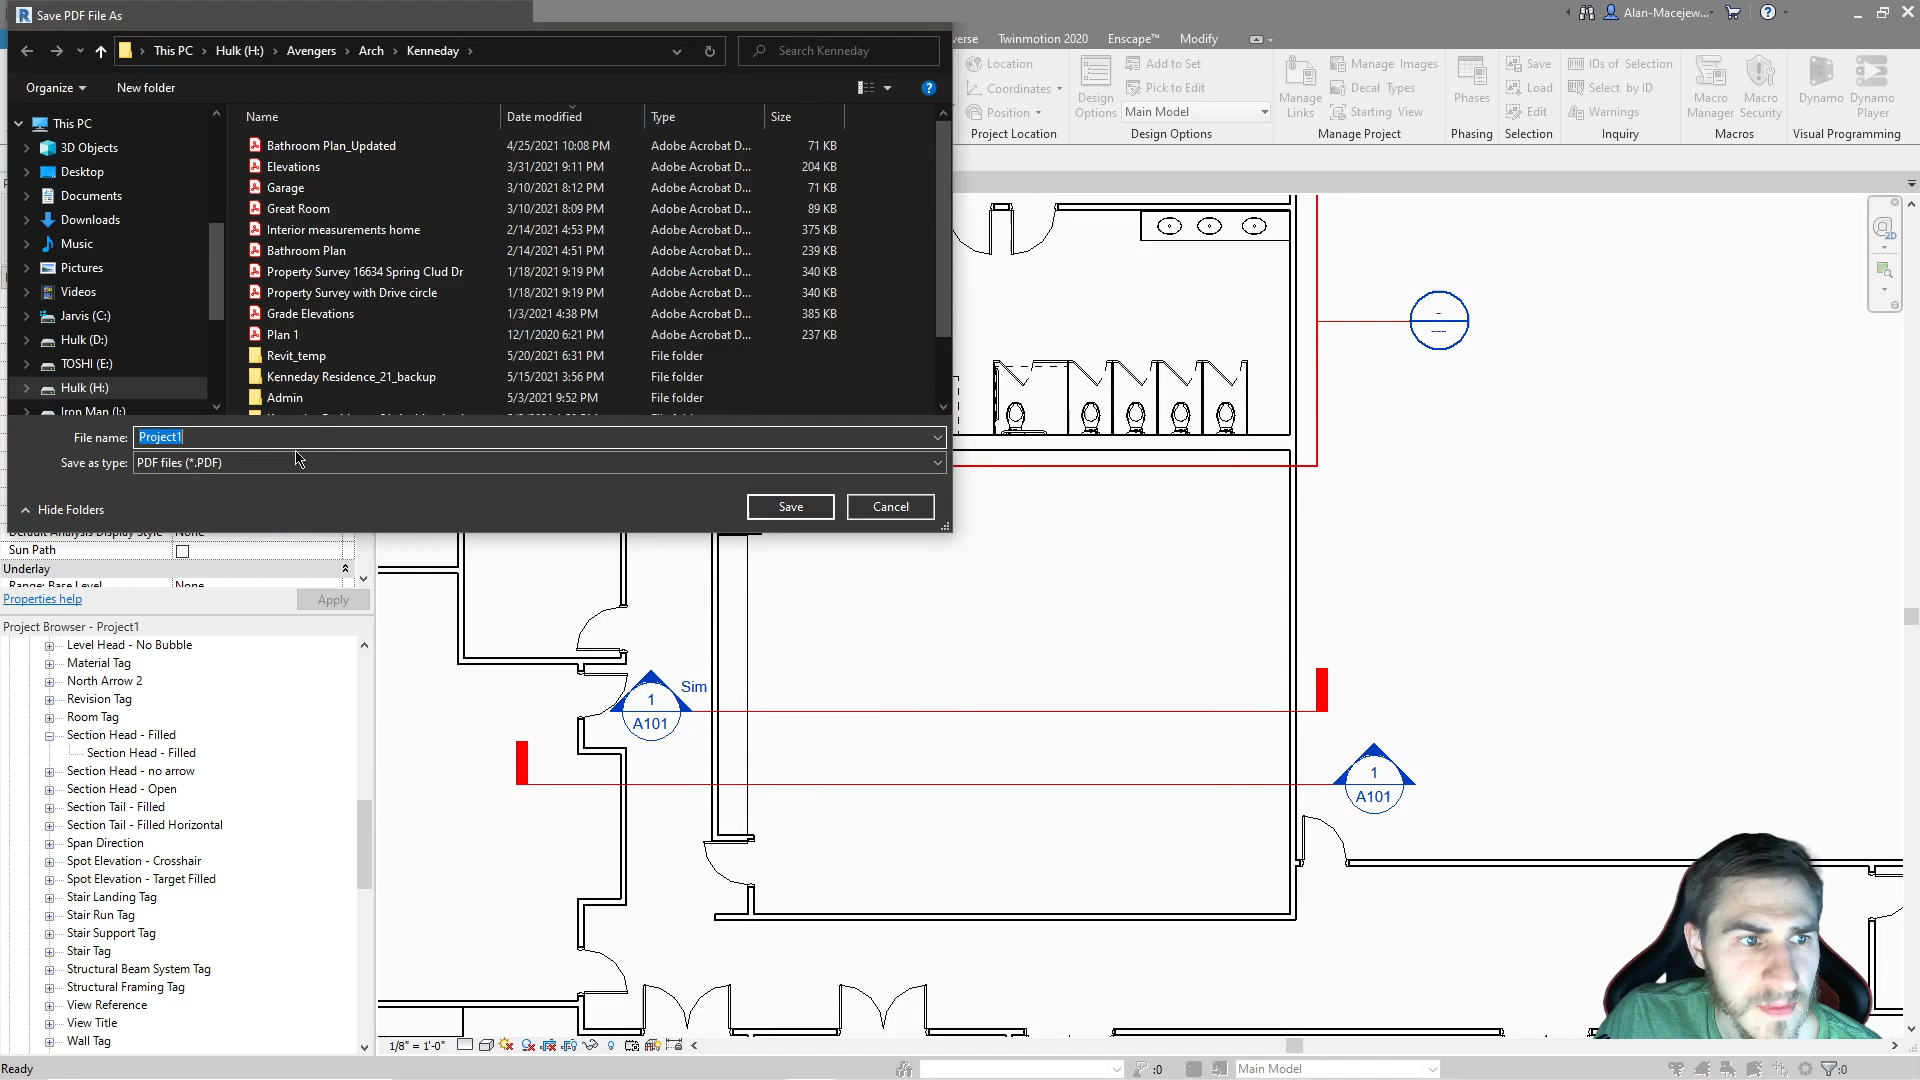 Save PDF File As
Alan-Macejew...
This PC > Hulk (H:) > Avengers > Arch > Kenneday >
Search Kenneday
verse
Twinmotion 2020
Enscape™
Modify
Organize
New folder
Location
Coordinates
Position
Project Location
Design Options
Add to Set
Pick to Edit
Main Model
Design Options
Manage Links
Manage Images
Decal Types
Starting View
Manage Project
Phases
Phasing
Save
Load
Edit
Selection
IDs of Selection
Select by ID
Warnings
Inquiry
Macro Manager
Macro Security
Macros
Dynamo
Dynamo Player
Visual Programming
This PC
3D Objects
Desktop
Documents
Downloads
Music
Pictures
Videos
Jarvis (C:)
Hulk (D:)
TOSHI (E:)
Hulk (H:)
Iron Man (I:)
Name Date modified Type Size
Bathroom Plan_Updated 4/25/2021 10:08 PM Adobe Acrobat D... 71 KB
Elevations 3/31/2021 9:11 PM Adobe Acrobat D... 204 KB
Garage 3/10/2021 8:12 PM Adobe Acrobat D... 71 KB
Great Room 3/10/2021 8:09 PM Adobe Acrobat D... 89 KB
Interior measurements home 2/14/2021 4:53 PM Adobe Acrobat D... 375 KB
Bathroom Plan 2/14/2021 4:51 PM Adobe Acrobat D... 239 KB
Property Survey 16634 Spring Clud Dr 1/18/2021 9:19 PM Adobe Acrobat D... 340 KB
Property Survey with Drive circle 1/18/2021 9:19 PM Adobe Acrobat D... 340 KB
Grade Elevations 1/3/2021 4:38 PM Adobe Acrobat D... 385 KB
Plan 1 12/1/2020 6:21 PM Adobe Acrobat D... 237 KB
Revit_temp 5/20/2021 6:31 PM File folder
Kenneday Residence_21_backup 5/15/2021 3:56 PM File folder
Admin 5/3/2021 9:52 PM File folder
File name: Project1
Save as type: PDF files (*.PDF)
Hide Folders
Save
Cancel
Default Analysis Display Style None
Sun Path
Underlay
Range: Base Level None
Properties help
Apply
Project Browser - Project1
Level Head - No Bubble
Material Tag
North Arrow 2
Revision Tag
Room Tag
Section Head - Filled
Section Head - Filled
Section Head - no arrow
Section Head - Open
Section Tail - Filled
Section Tail - Filled Horizontal
Span Direction
Spot Elevation - Crosshair
Spot Elevation - Target Filled
Stair Landing Tag
Stair Run Tag
Stair Support Tag
Stair Tag
Structural Beam System Tag
Structural Framing Tag
View Reference
View Title
Wall Tag
2D
1
A101
Sim
1
A101
1/8" = 1'-0"
Ready
:0
Main Model
:0